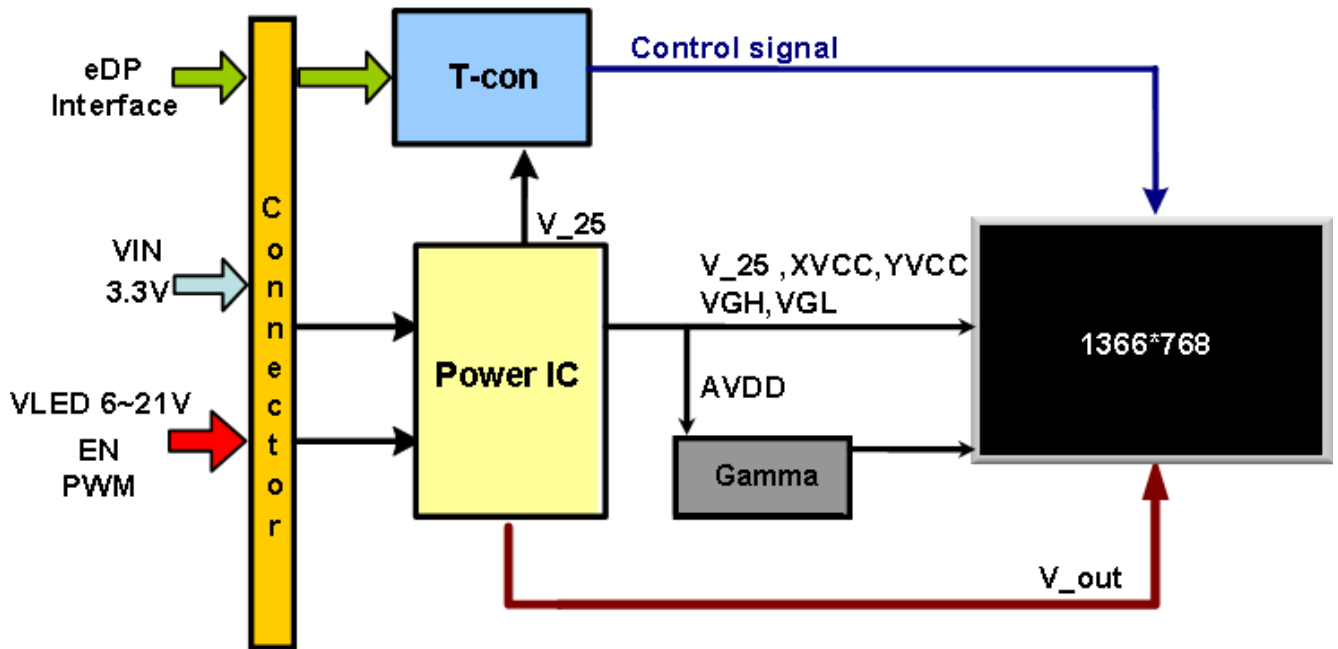 eDP
Interface
T-con
Control signal
Connector
V_25
VIN
3.3V
V_25 ,XVCC,YVCC
VGH,VGL
1366*768
Power IC
AVDD
VLED 6~21V
EN
PWM
Gamma
V_out